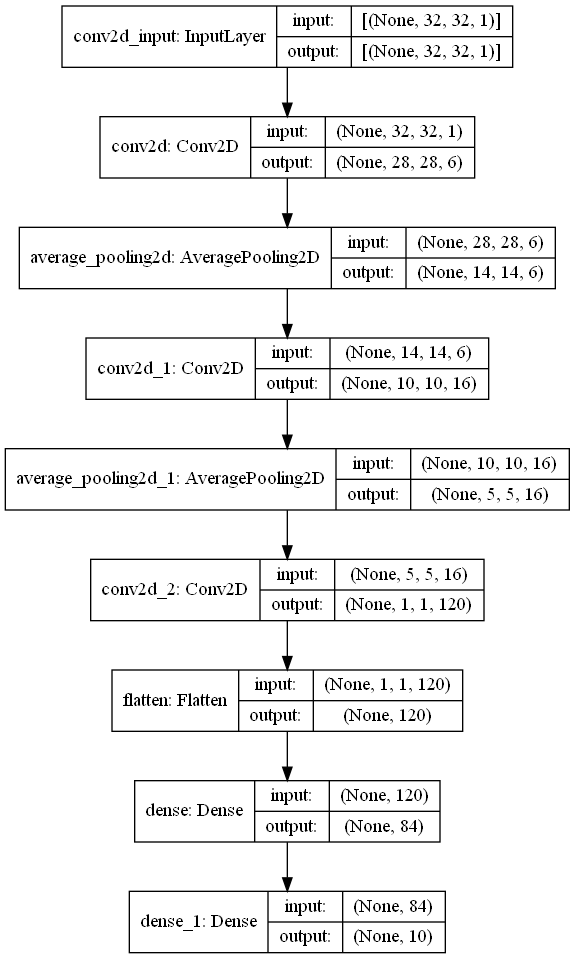 conv2d_input: InputLayer
input: [(None, 32, 32, 1)]
output: [(None, 32, 32, 1)]
conv2d: Conv2D
input: (None, 32, 32, 1)
output: (None, 28, 28, 6)
average_pooling2d: AveragePooling2D
input: (None, 28, 28, 6)
output: (None, 14, 14, 6)
conv2d_1: Conv2D
input: (None, 14, 14, 6)
output: (None, 10, 10, 16)
average_pooling2d_1: AveragePooling2D
input: (None, 10, 10, 16)
output: (None, 5, 5, 16)
conv2d_2: Conv2D
input: (None, 5, 5, 16)
output: (None, 1, 1, 120)
flatten: Flatten
input: (None, 1, 1, 120)
output: (None, 120)
dense: Dense
input: (None, 120)
output: (None, 84)
dense_1: Dense
input: (None, 84)
output: (None, 10)